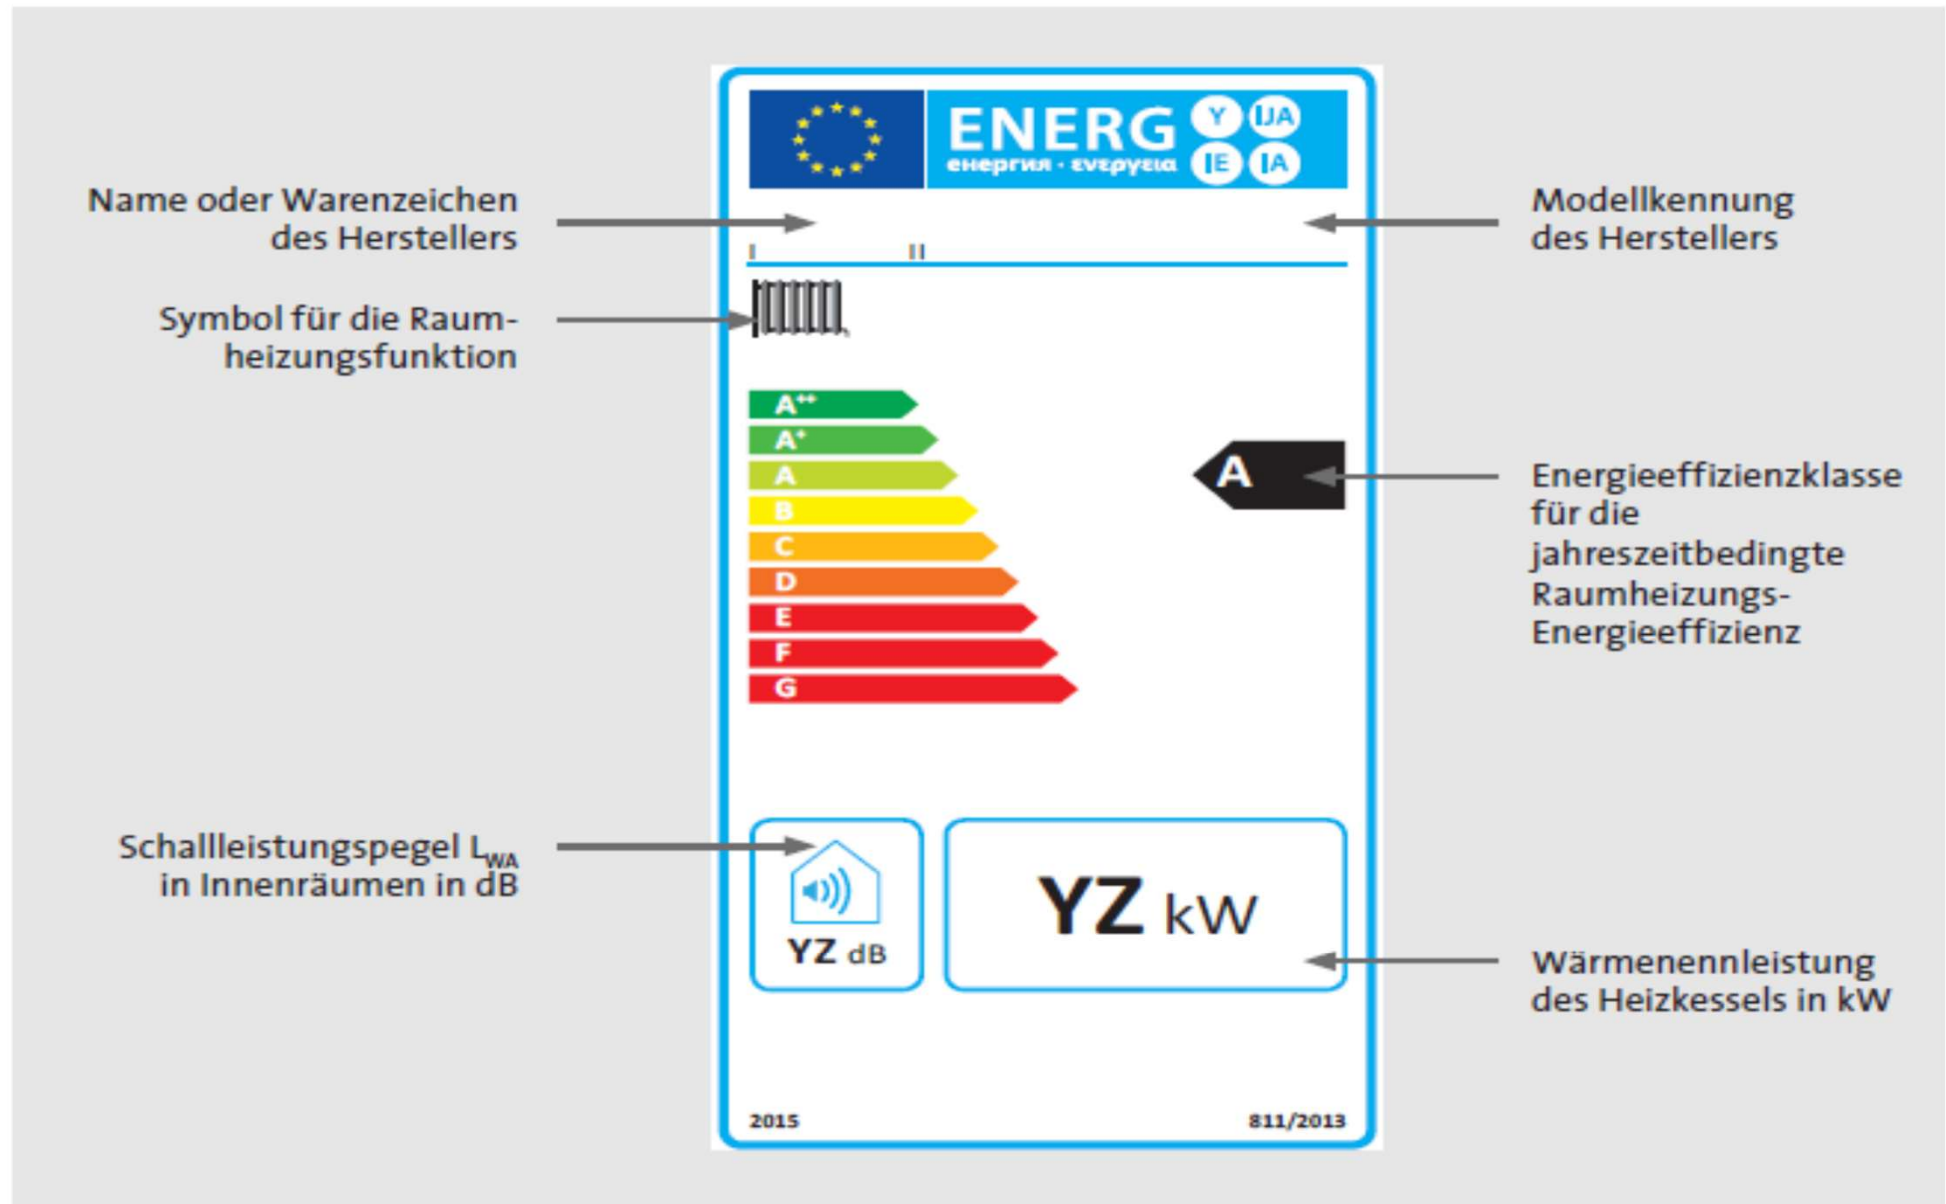 ENERG Y IJA
енергия · ενεργεια IE IA
Name oder Warenzeichen
des Herstellers
Modellkennung
des Herstellers
I II
Symbol für die Raum-
heizungsfunktion
A++
A+
A
B
C
D
E
F
G
A
Energieeffizienzklasse
für die
jahreszeitbedingte
Raumheizungs-
Energieeffizienz
Schallleistungspegel LWA
in Innenräumen in dB
YZ dB
YZ kW
Wärmenennleistung
des Heizkessels in kW
2015 811/2013